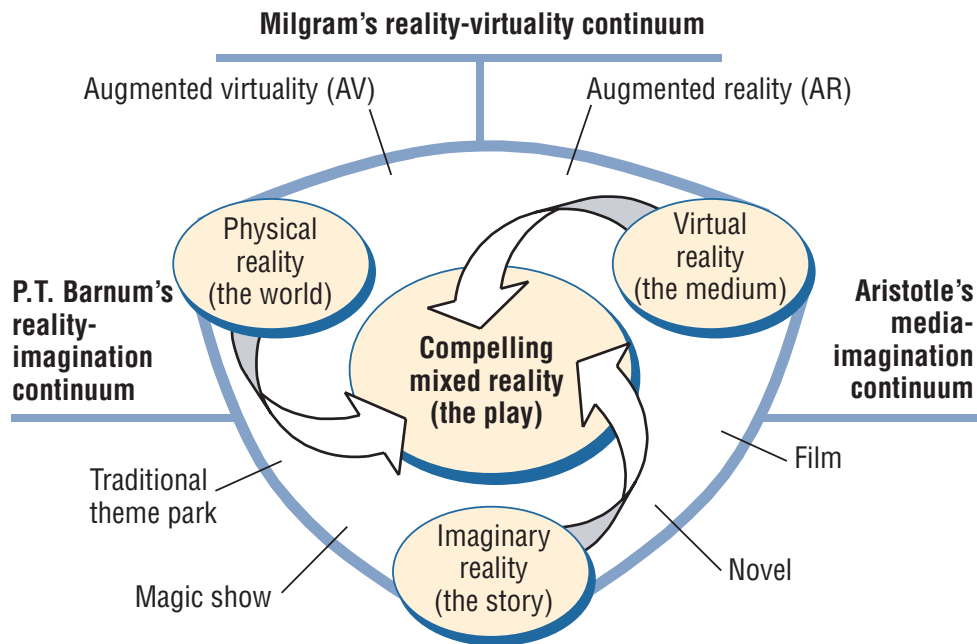 Milgram's reality-virtuality continuum
Augmented virtuality (AV)
Augmented reality (AR)
Physical
reality
(the world)
Virtual
reality
(the medium)
P.T. Barnum's
reality-
imagination
continuum
Aristotle's
media-
imagination
continuum
Compelling
mixed reality
(the play)
Traditional
theme park
Film
Magic show
Imaginary
reality
(the story)
Novel